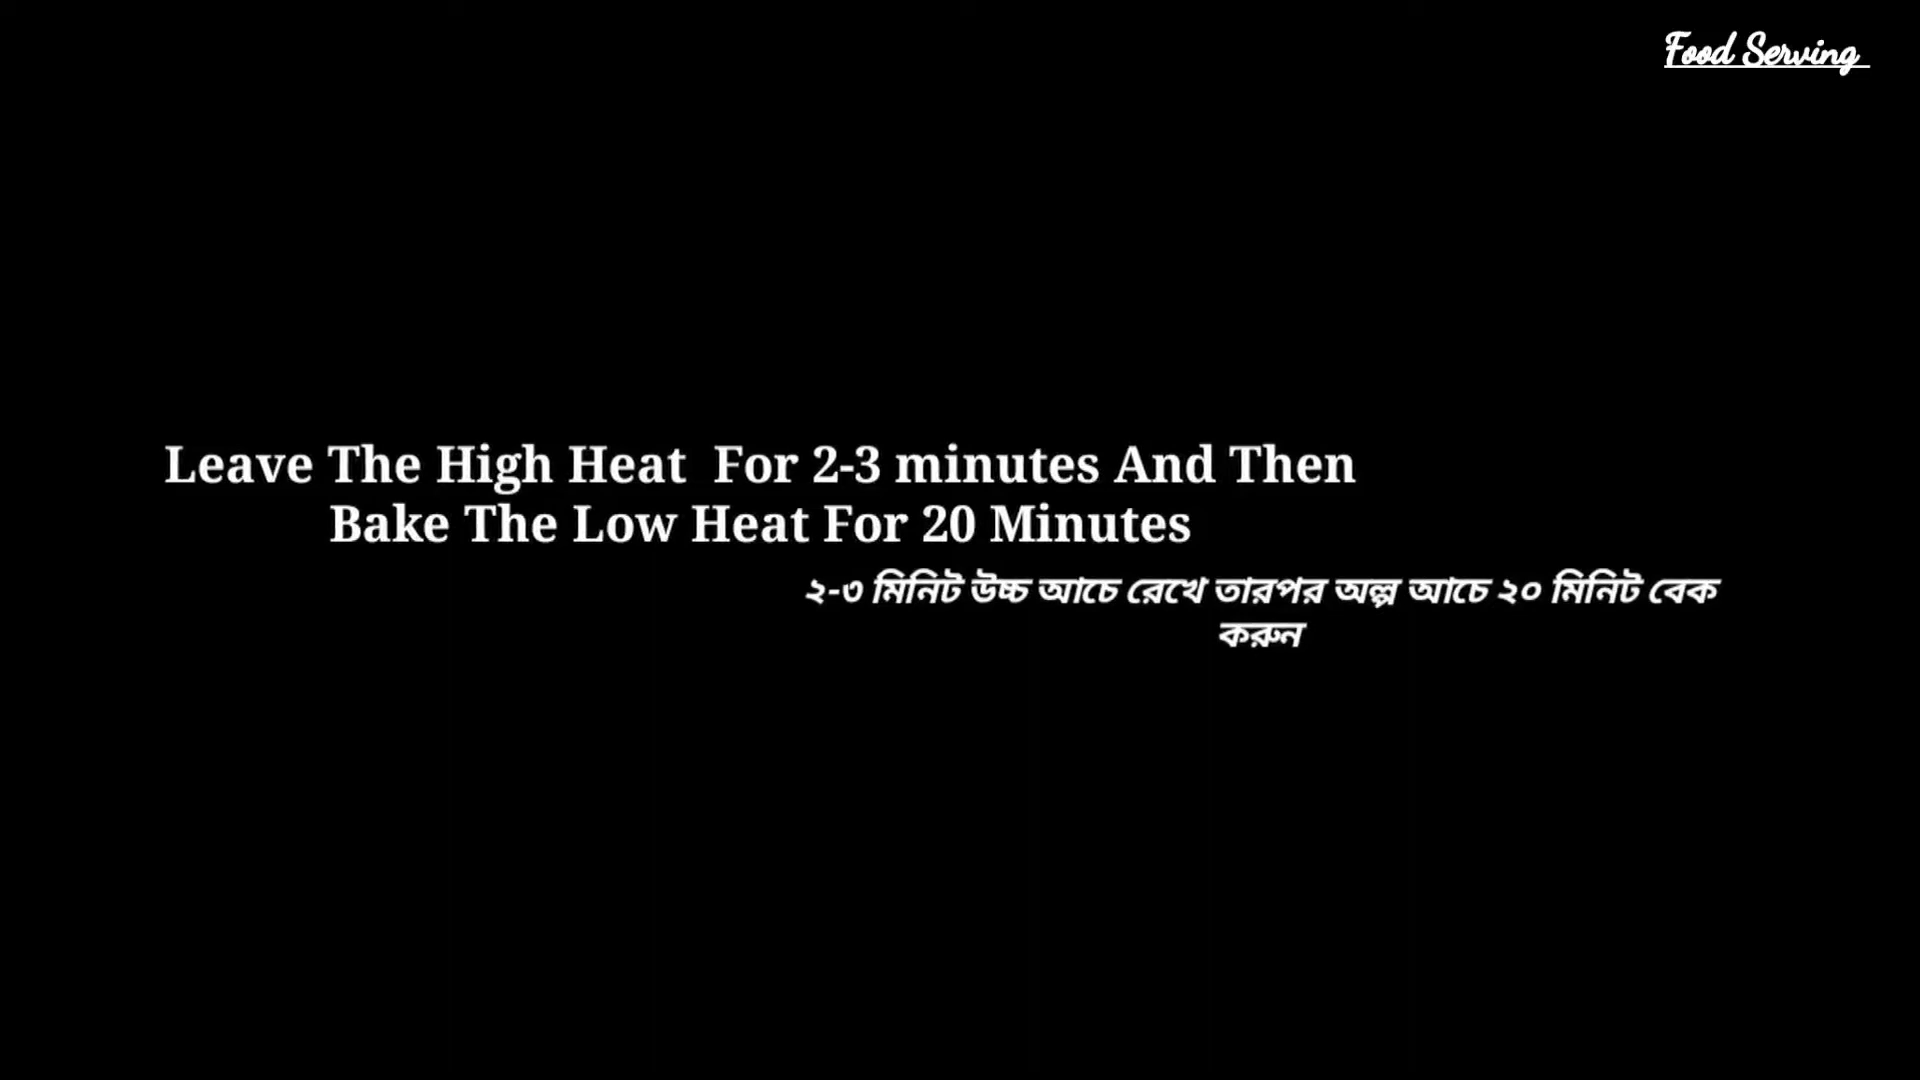 Food Serving
Leave The High Heat  For 2-3 minutes And Then
Bake The Low Heat For 20 Minutes
২-৩ মিনিট উচ্চ আচে রেখে তারপর অল্প আচে ২০ মিনিট বেক
করুন